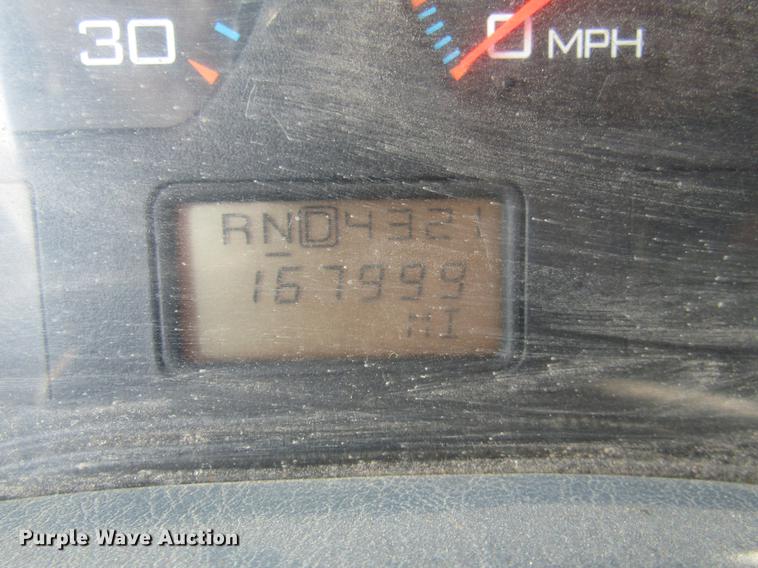 30
0 MPH
RND4321
167999
MI
Purple Wave Auction